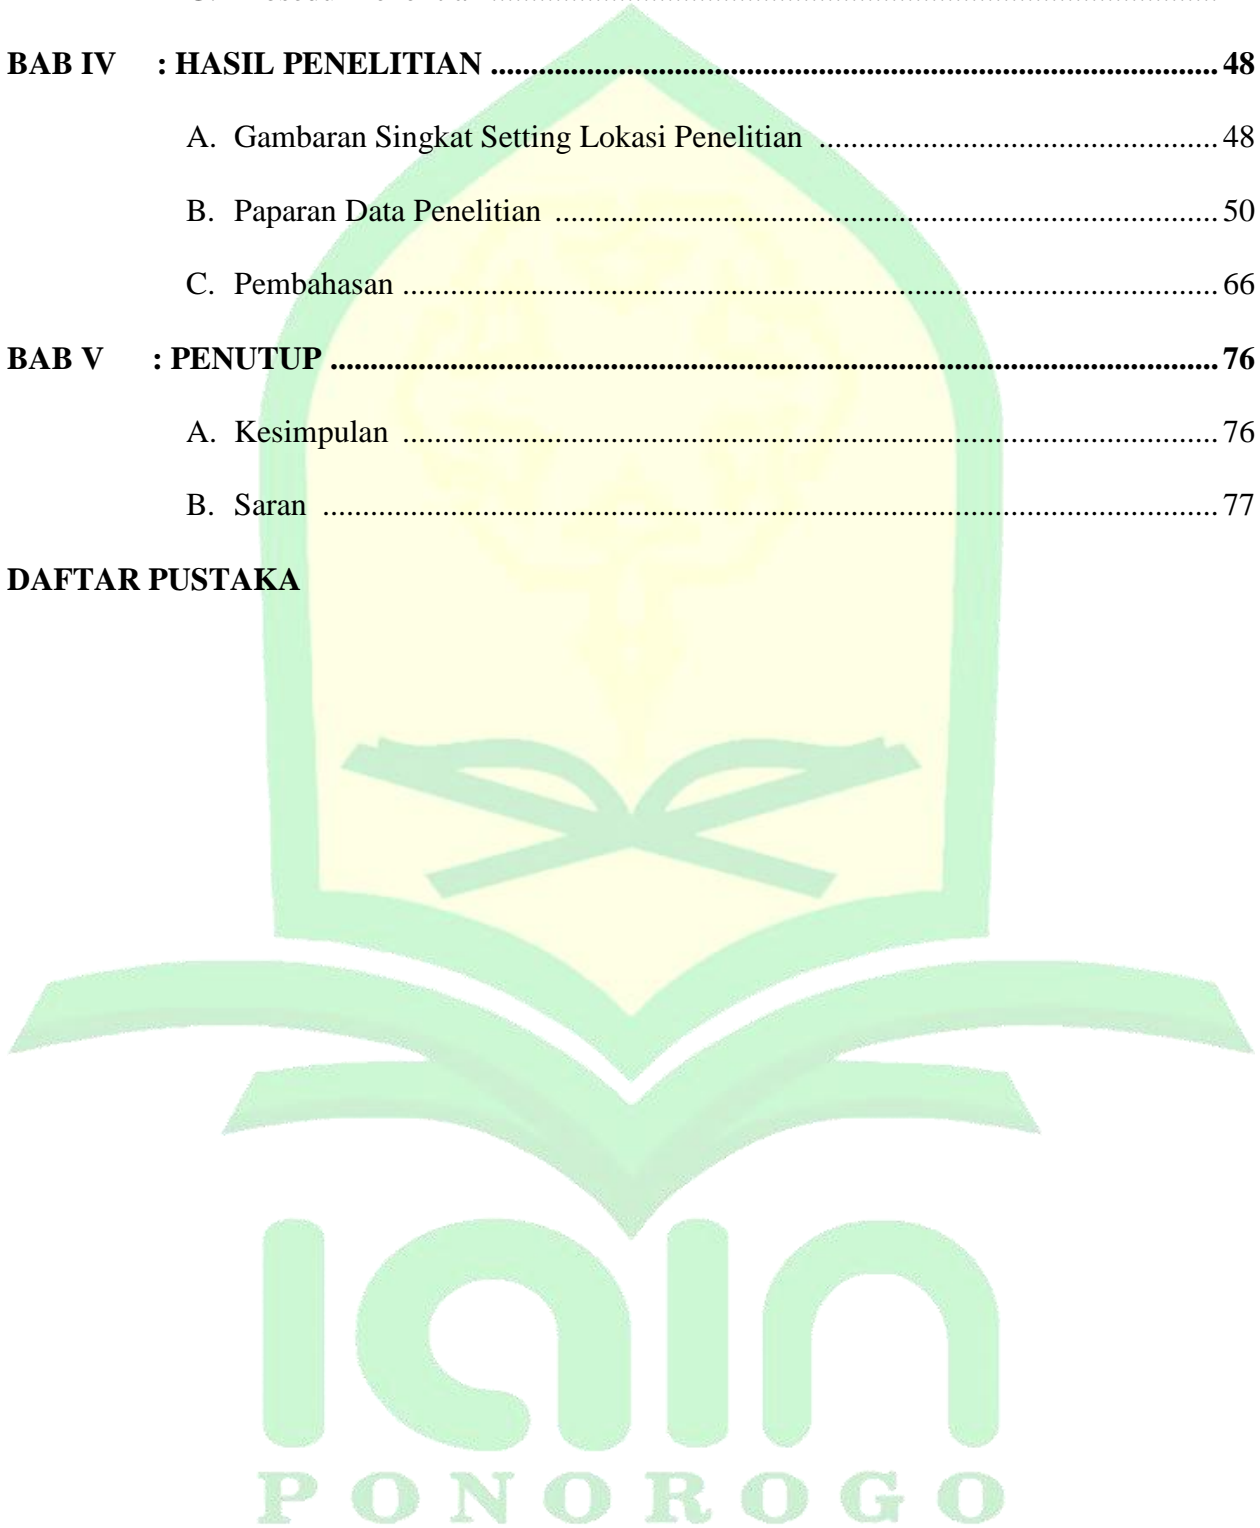 BAB IV : HASIL PENELITIAN .......................................................................................... 48
A. Gambaran Singkat Setting Lokasi Penelitian .................................................. 48
B. Paparan Data Penelitian ................................................................................... 50
C. Pembahasan ...................................................................................................... 66
BAB V : PENUTUP ............................................................................................................... 76
A. Kesimpulan ...................................................................................................... 76
B. Saran ................................................................................................................ 77
DAFTAR PUSTAKA
iain
PONOROGO